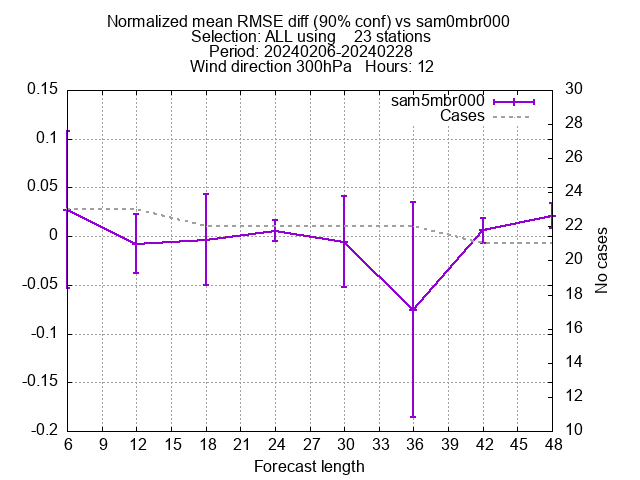 Normalized mean RMSE diff (90% conf) vs sam0mbr000
Selection: ALL using    23 stations
Period: 20240206-20240228
Wind direction 300hPa   Hours: 12
sam5mbr000
Cases
0.15
0.1
0.05
0
-0.05
-0.1
-0.15
-0.2
30
28
26
24
22
20
18
16
14
12
10
No cases
6 9 12 15 18 21 24 27 30 33 36 39 42 45 48
Forecast length